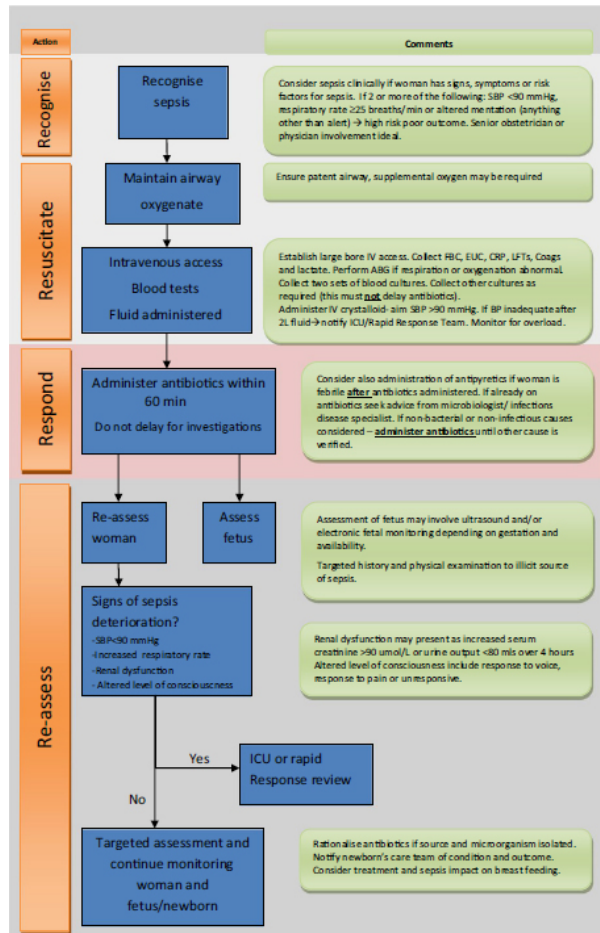 Action
Comments
Recognise
Recognise
sepsis
Consider sepsis clinically if woman has signs, symptoms or risk
factors for sepsis. If 2 or more of the following: SBP <90 mmHg,
respiratory rate ≥25 breaths/min or altered mentation (anything
other than alert) → high risk poor outcome. Senior obstetrician or
physician involvement ideal.
Resuscitate
Maintain airway
oxygenate
Ensure patent airway, supplemental oxygen may be required
Intravenous access
Blood tests
Fluid administered
Establish large bore IV access. Collect FBC, EUC, CRP, LFTs, Coags
and lactate. Perform ABG if respiration or oxygenation abnormal.
Collect two sets of blood cultures. Collect other cultures as
required (this must not delay antibiotics).
Administer IV crystalloid- aim SBP >90 mmHg. If BP inadequate after
2L fluid→notify ICU/Rapid Response Team. Monitor for overload.
Respond
Administer antibiotics within
60 min
Do not delay for investigations
Consider also administration of antipyretics if woman is
febrile after antibiotics administered. If already on
antibiotics seek advice from microbiologist/ infections
disease specialist. If non-bacterial or non-infectious causes
considered – administer antibiotics until other cause is
verified.
Re-assess
Re-assess
woman
Assess
fetus
Assessment of fetus may involve ultrasound and/or
electronic fetal monitoring depending on gestation and
availability.
Targeted history and physical examination to illicit source
of sepsis.
Signs of sepsis
deterioration?
-SBP<90 mmHg
-Increased respiratory rate
-Renal dysfunction
- Altered level of consciouscness
Renal dysfunction may present as increased serum
creatinine >90 umol/L or urine output <80 mls over 4 hours
Altered level of consciousness include response to voice,
response to pain or unresponsive.
Yes
ICU or rapid
Response review
No
Targeted assessment and
continue monitoring
woman and
fetus/newborn
Rationalise antibiotics if source and microorganism isolated.
Notify newborn's care team of condition and outcome.
Consider treatment and sepsis impact on breast feeding.